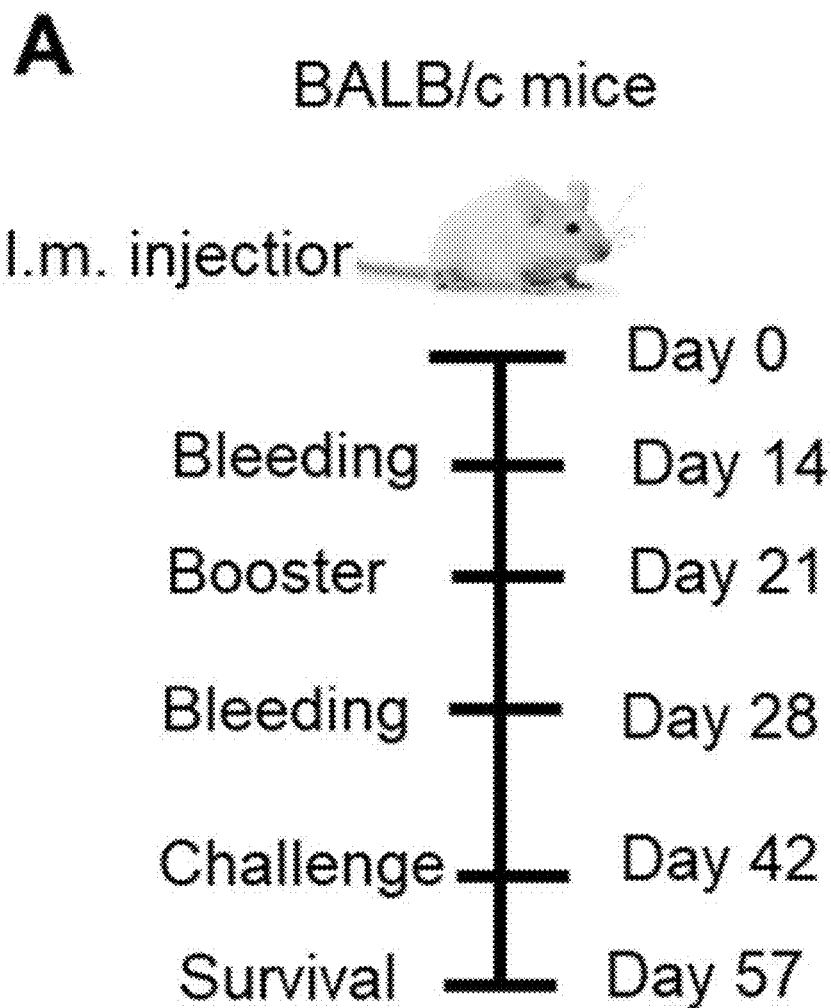 A
BALB/c mice
I.m. injectior
Day 0
Bleeding Day 14
Booster Day 21
Bleeding Day 28
Challenge Day 42
Survival Day 57